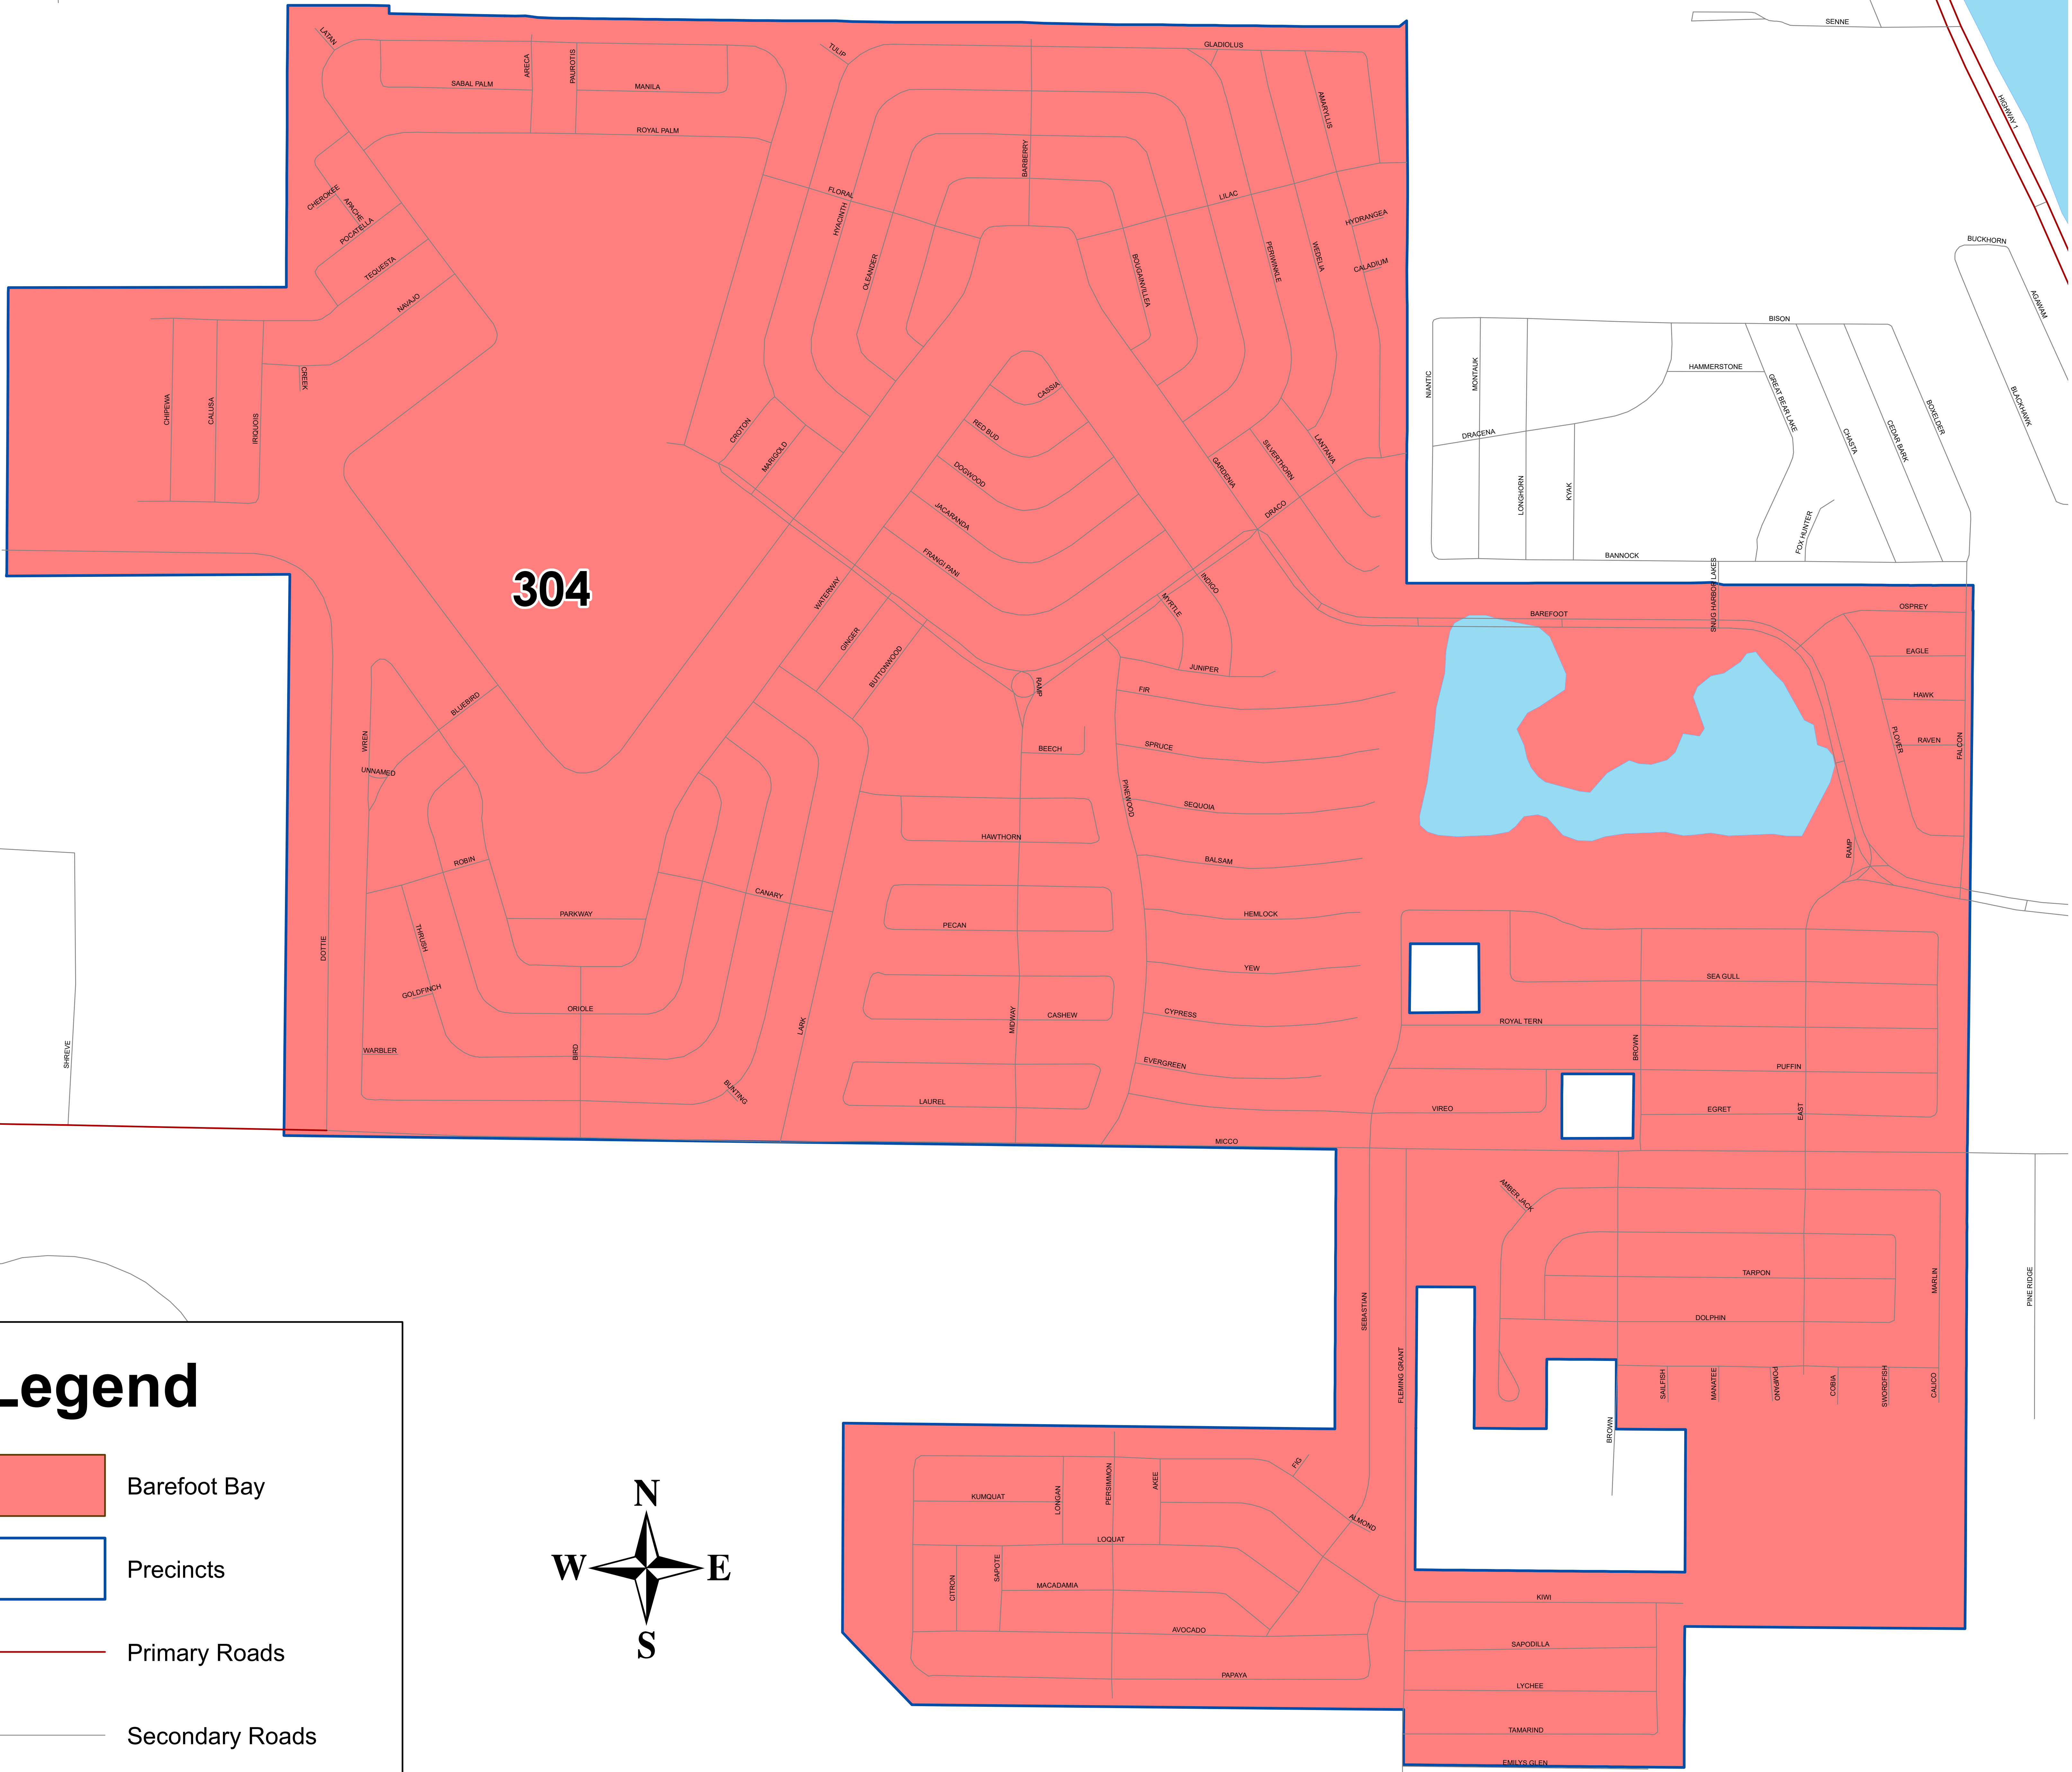 SENNE
LATAN
ARECA
PAUROTIS
SABAL PALM
MANILA
ROYAL PALM
TULIP
GLADIOLUS
AMARYLLIS
HIGHWAY 1
BARBERRY
CHEROKEE
APACHE
POCATELLA
TEQUESTA
NAVAJO
FLORAL
HYACINTH
OLEANDER
LILAC
HYDRANGEA
CALADIUM
BOUGAINVILLEA
PERIWINKLE
WEDELIA
BUCKHORN
AGAWAM
BLACKHAWK
BISON
NIANTIC
MONTAUK
HAMMERSTONE
GREAT BEAR LAKE
CHASTA
CEDAR BARK
BOXELDER
DRACENA
LONGHORN
KYAK
FOX HUNTER
BANNOCK
CREEK
CHIPEWA
CALUSA
IRIQUOIS
CROTON
MARIGOLD
CASSIA
RED BUD
DOGWOOD
JACARANDA
FRANGI PANI
GARDENIA
SILVERTHORN
LANTANIA
DRACO
304
WATERWAY
GINGER
BUTTONWOOD
INDIGO
MYRTLE
JUNIPER
BAREFOOT
SNUG HARBOR LAKES
OSPREY
EAGLE
HAWK
RAVEN
PLOVER
FALCON
RAMP
RAMP
FIR
SPRUCE
BEECH
PINEWOOD
SEQUOIA
BALSAM
HEMLOCK
YEW
CYPRESS
EVERGREEN
BLUEBIRD
WREN
UNNAMED
ROBIN
PARKWAY
CANARY
THRUSH
GOLDFINCH
ORIOLE
DOTTIE
WARBLER
BIRD
LARK
BUNTING
HAWTHORN
PECAN
MIDWAY
CASHEW
LAUREL
SHREVE
SEA GULL
ROYAL TERN
BROWN
PUFFIN
VIREO
EGRET
EAST
MICCO
AMBER JACK
TARPON
DOLPHIN
MARLIN
PINE RIDGE
SEBASTIAN
FLEMING GRANT
SAILFISH
MANATEE
POMPANO
COBIA
SWORDFISH
CALICO
BROWN
FIG
ALMOND
KUMQUAT
LONGAN
PERSIMMON
AKEE
LOQUAT
CITRON
SAPOTE
MACADAMIA
AVOCADO
PAPAYA
KIWI
SAPODILLA
LYCHEE
TAMARIND
EMILYS GLEN
Legend
Barefoot Bay
Precincts
Primary Roads
Secondary Roads
N
W
E
S